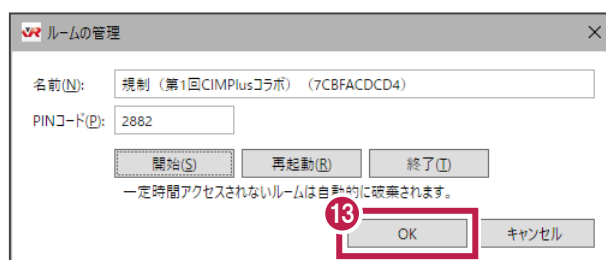 VR ルームの管理
名前(N): 規制（第1回CIMPlusコラボ）（7CBFACDCD4）
PINコード(P): 2882
開始(S) 再起動(R) 終了(T)
一定時間アクセスされないルームは自動的に破棄されます。
13
OK キャンセル